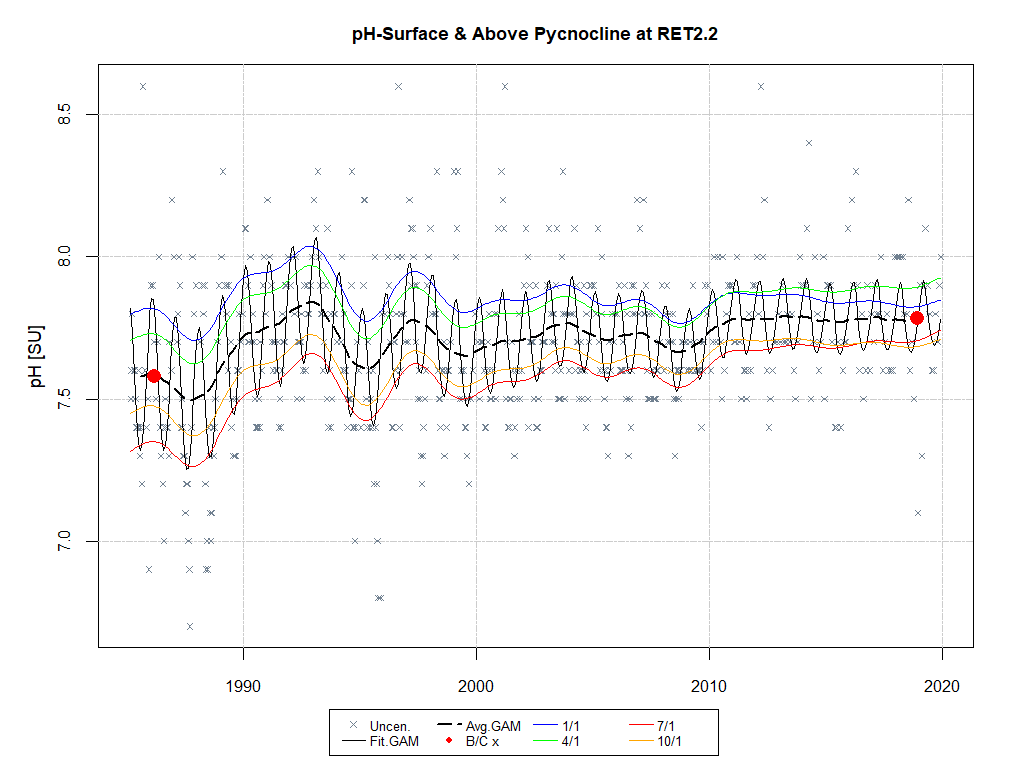 pH-Surface & Above Pycnocline at RET2.2
pH [SU]
8.5
8.0
7.5
7.0
1990 2000 2010 2020
Uncen. Avg.GAM 1/1 7/1
Fit.GAM B/C x 4/1 10/1